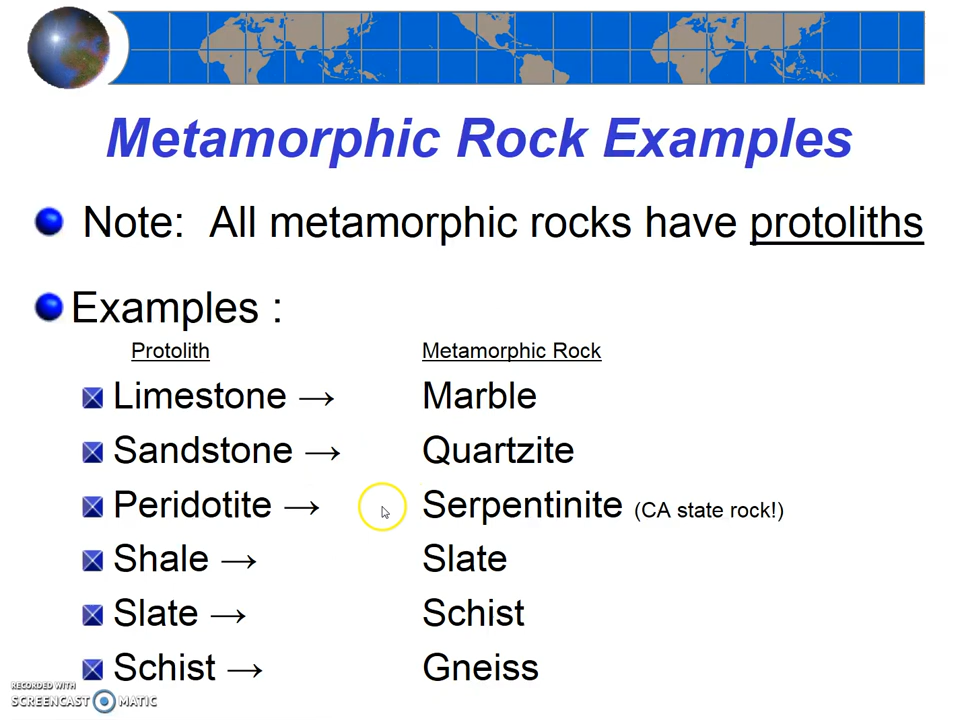 Metamorphic Rock Examples
Note: All metamorphic rocks have protoliths
Examples :
Protolith Metamorphic Rock
Limestone → Marble
Sandstone → Quartzite
Peridotite → Serpentinite (CA state rock!)
Shale → Slate
Slate → Schist
Schist → Gneiss
RECORDED WITH
SCREENCAST MATIC